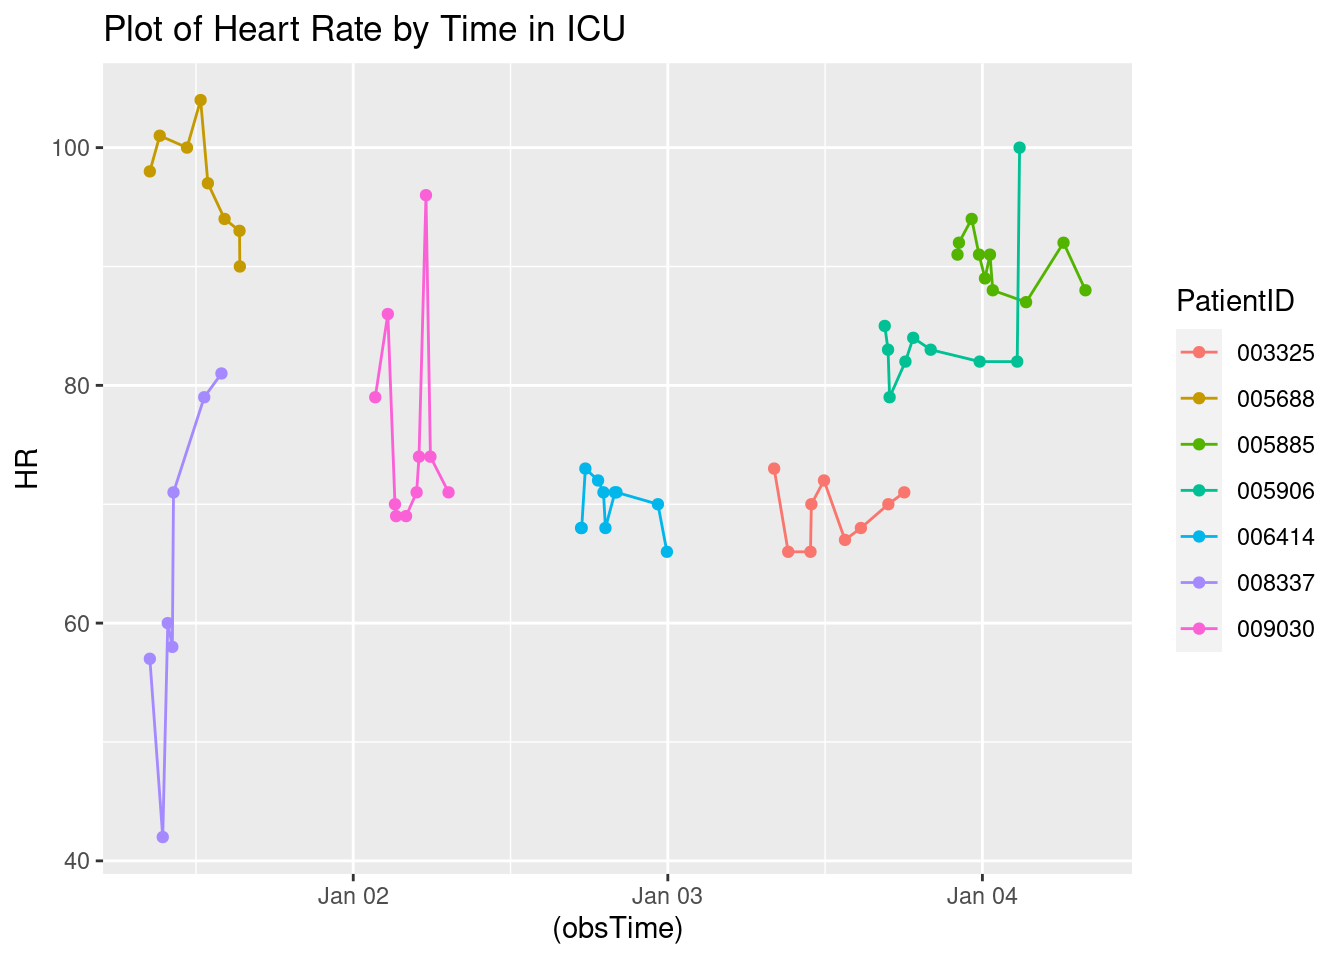 Plot of Heart Rate by Time in ICU
HR
100
80
60
40
Jan 02
Jan 03
Jan 04
(obsTime)
PatientID
003325
005688
005885
005906
006414
008337
009030